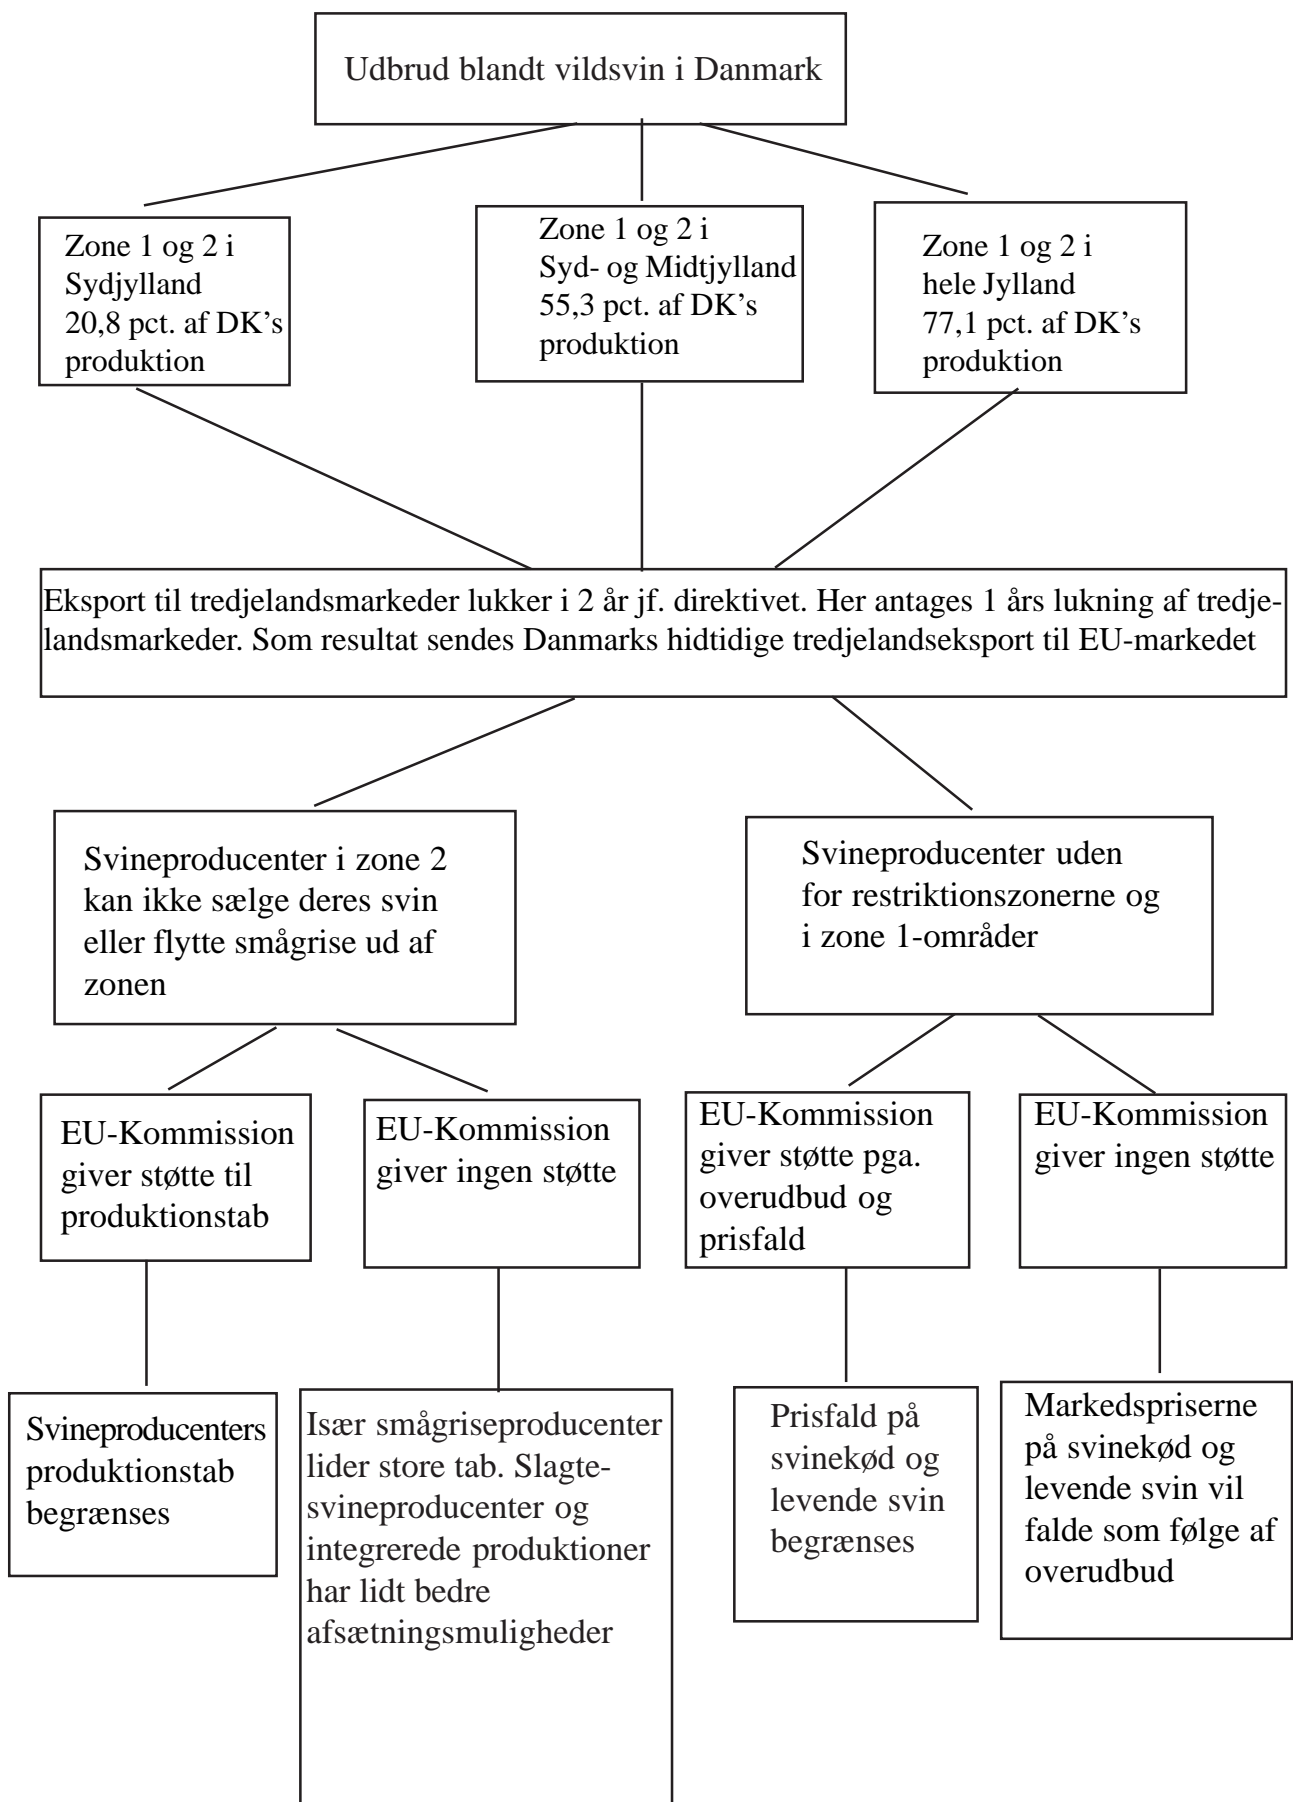 Udbrud blandt vildsvin i Danmark
Zone 1 og 2 i
Sydjylland
20,8 pct. af DK’s
produktion
Zone 1 og 2 i
Syd- og Midtjylland
55,3 pct. af DK’s
produktion
Zone 1 og 2 i
hele Jylland
77,1 pct. af DK’s
produktion
Eksport til tredjelandsmarkeder lukker i 2 år jf. direktivet. Her antages 1 års lukning af tredje-
landsmarkeder. Som resultat sendes Danmarks hidtidige tredjelandseksport til EU-markedet
Svineproducenter i zone 2
kan ikke sælge deres svin
eller flytte smågrise ud af
zonen
Svineproducenter uden
for restriktionszonerne og
i zone 1-områder
EU-Kommission
giver støtte til
produktionstab
EU-Kommission
giver ingen støtte
EU-Kommission
giver støtte pga.
overudbud og
prisfald
EU-Kommission
giver ingen støtte
Svineproducenters
produktionstab
begrænses
Især smågriseproducenter
lider store tab. Slagte-
svineproducenter og
integrerede produktioner
har lidt bedre
afsætningsmuligheder
Prisfald på
svinekød og
levende svin
begrænses
Markedspriserne
på svinekød og
levende svin vil
falde som følge af
overudbud